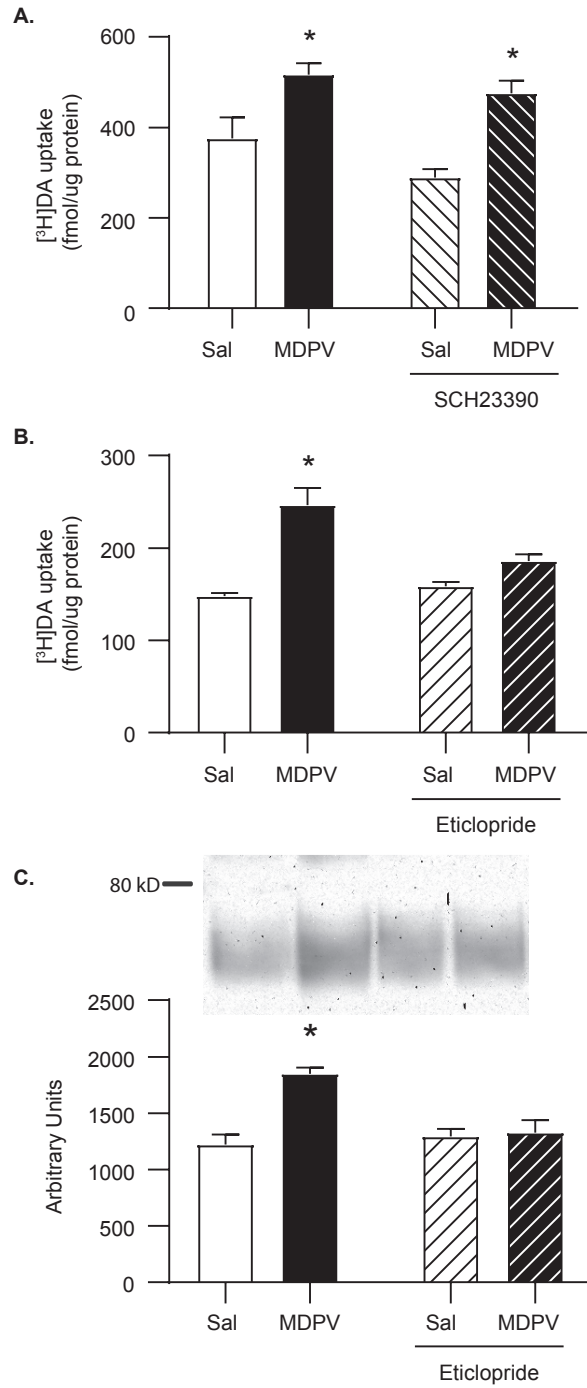 A.
600
400
200
0
[³H]DA uptake
(fmol/ug protein)
*
*
Sal MDPV Sal MDPV
SCH23390
B.
300
200
100
0
[³H]DA uptake
(fmol/ug protein)
*
Sal MDPV Sal MDPV
Eticlopride
C.
80 kD
2500
2000
1500
1000
500
0
Arbitrary Units
*
Sal MDPV Sal MDPV
Eticlopride